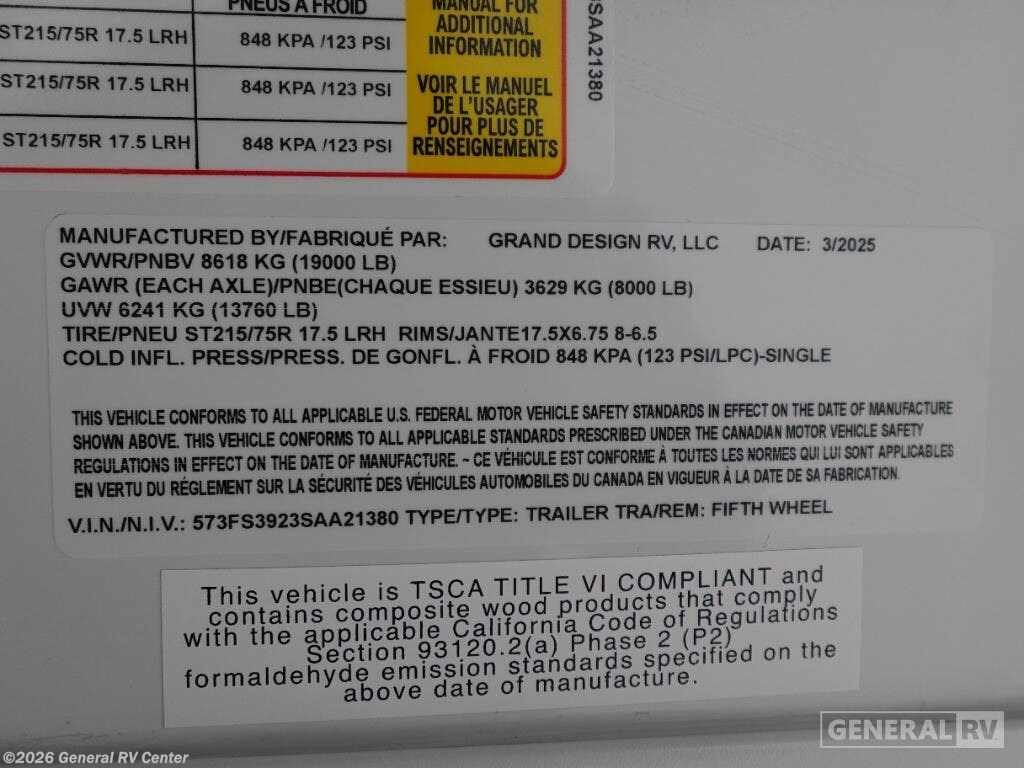 PNEUS À FROID
MANUAL FOR
ADDITIONAL
INFORMATION
ST215/75R 17.5 LRH 848 KPA /123 PSI
ST215/75R 17.5 LRH 848 KPA /123 PSI
ST215/75R 17.5 LRH 848 KPA /123 PSI
VOIR LE MANUEL
DE L'USAGER
POUR PLUS DE
RENSEIGNEMENTS
SAA21380
MANUFACTURED BY/FABRIQUÉ PAR: GRAND DESIGN RV, LLC DATE: 3/2025
GVWR/PNBV 8618 KG (19000 LB)
GAWR (EACH AXLE)/PNBE(CHAQUE ESSIEU) 3629 KG (8000 LB)
UVW 6241 KG (13760 LB)
TIRE/PNEU ST215/75R 17.5 LRH RIMS/JANTE17.5X6.75 8-6.5
COLD INFL. PRESS/PRESS. DE GONFL. À FROID 848 KPA (123 PSI/LPC)-SINGLE
THIS VEHICLE CONFORMS TO ALL APPLICABLE U.S. FEDERAL MOTOR VEHICLE SAFETY STANDARDS IN EFFECT ON THE DATE OF MANUFACTURE
SHOWN ABOVE. THIS VEHICLE CONFORMS TO ALL APPLICABLE STANDARDS PRESCRIBED UNDER THE CANADIAN MOTOR VEHICLE SAFETY
REGULATIONS IN EFFECT ON THE DATE OF MANUFACTURE. ~ CE VÉHICULE EST CONFORME À TOUTES LES NORMES QUI LUI SONT APPLICABLES
EN VERTU DU RÉGLEMENT SUR LA SÉCURITÉ DES VÉHICULES AUTOMOBILES DU CANADA EN VIGUEUR À LA DATE DE SA FABRICATION.
V.I.N./N.I.V.: 573FS3923SAA21380 TYPE/TYPE: TRAILER TRA/REM: FIFTH WHEEL
This vehicle is TSCA TITLE VI COMPLIANT and
contains composite wood products that comply
with the applicable California Code of Regulations
Section 93120.2(a) Phase 2 (P2)
formaldehyde emission standards specified on the
above date of manufacture.
GENERAL RV
©2026 General RV Center